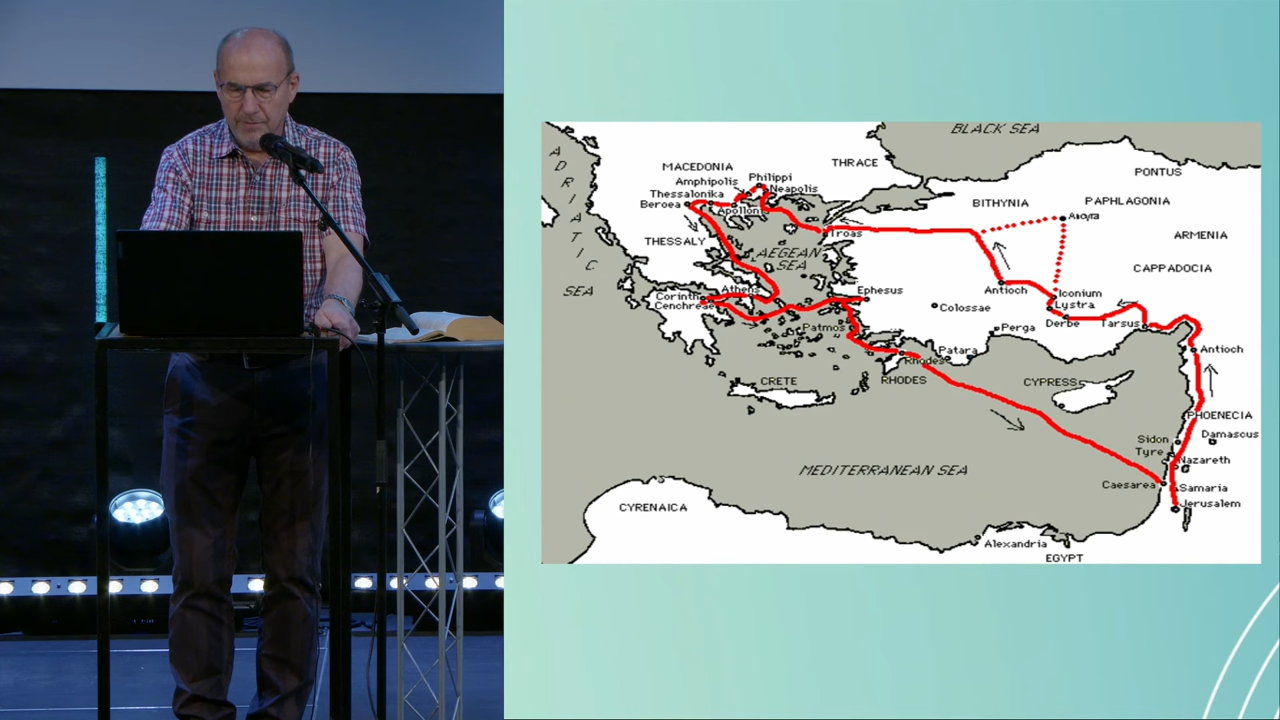 BLACK SEA
ADRIATIC
SEA
MACEDONIA
THRACE
PONTUS
Amphipolis
Philippi
Neapolis
Thessalonika
Beroea
Apollonia
BITHYNIA
PAPHLAGONIA
Ancyra
Troas
ARMENIA
THESSALY
AEGEAN
SEA
CAPPADOCIA
Athens
Corinth
Cenchreae
Ephesus
Antioch
Iconium
Lystra
Colossae
Derbe
Tarsus
Patmos
Perga
Patara
Antioch
Rhodes
RHODES
CRETE
CYPRESS
PHOENECIA
Sidon
Damascus
Tyre
Nazareth
MEDITERRANEAN SEA
Caesarea
Samaria
CYRENAICA
Jerusalem
Alexandria
EGYPT